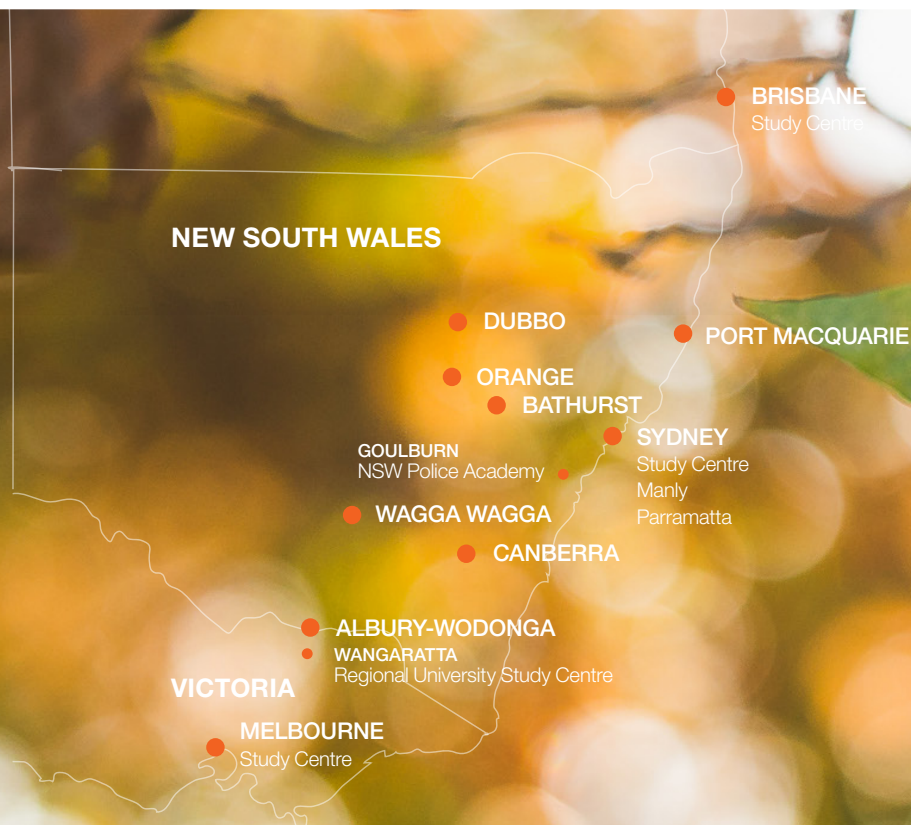 BRISBANE
Study Centre
NEW SOUTH WALES
DUBBO
PORT MACQUARIE
ORANGE
BATHURST
SYDNEY
Study Centre
Manly
Parramatta
GOULBURN
NSW Police Academy
WAGGA WAGGA
CANBERRA
ALBURY-WODONGA
WANGARATTA
Regional University Study Centre
VICTORIA
MELBOURNE
Study Centre